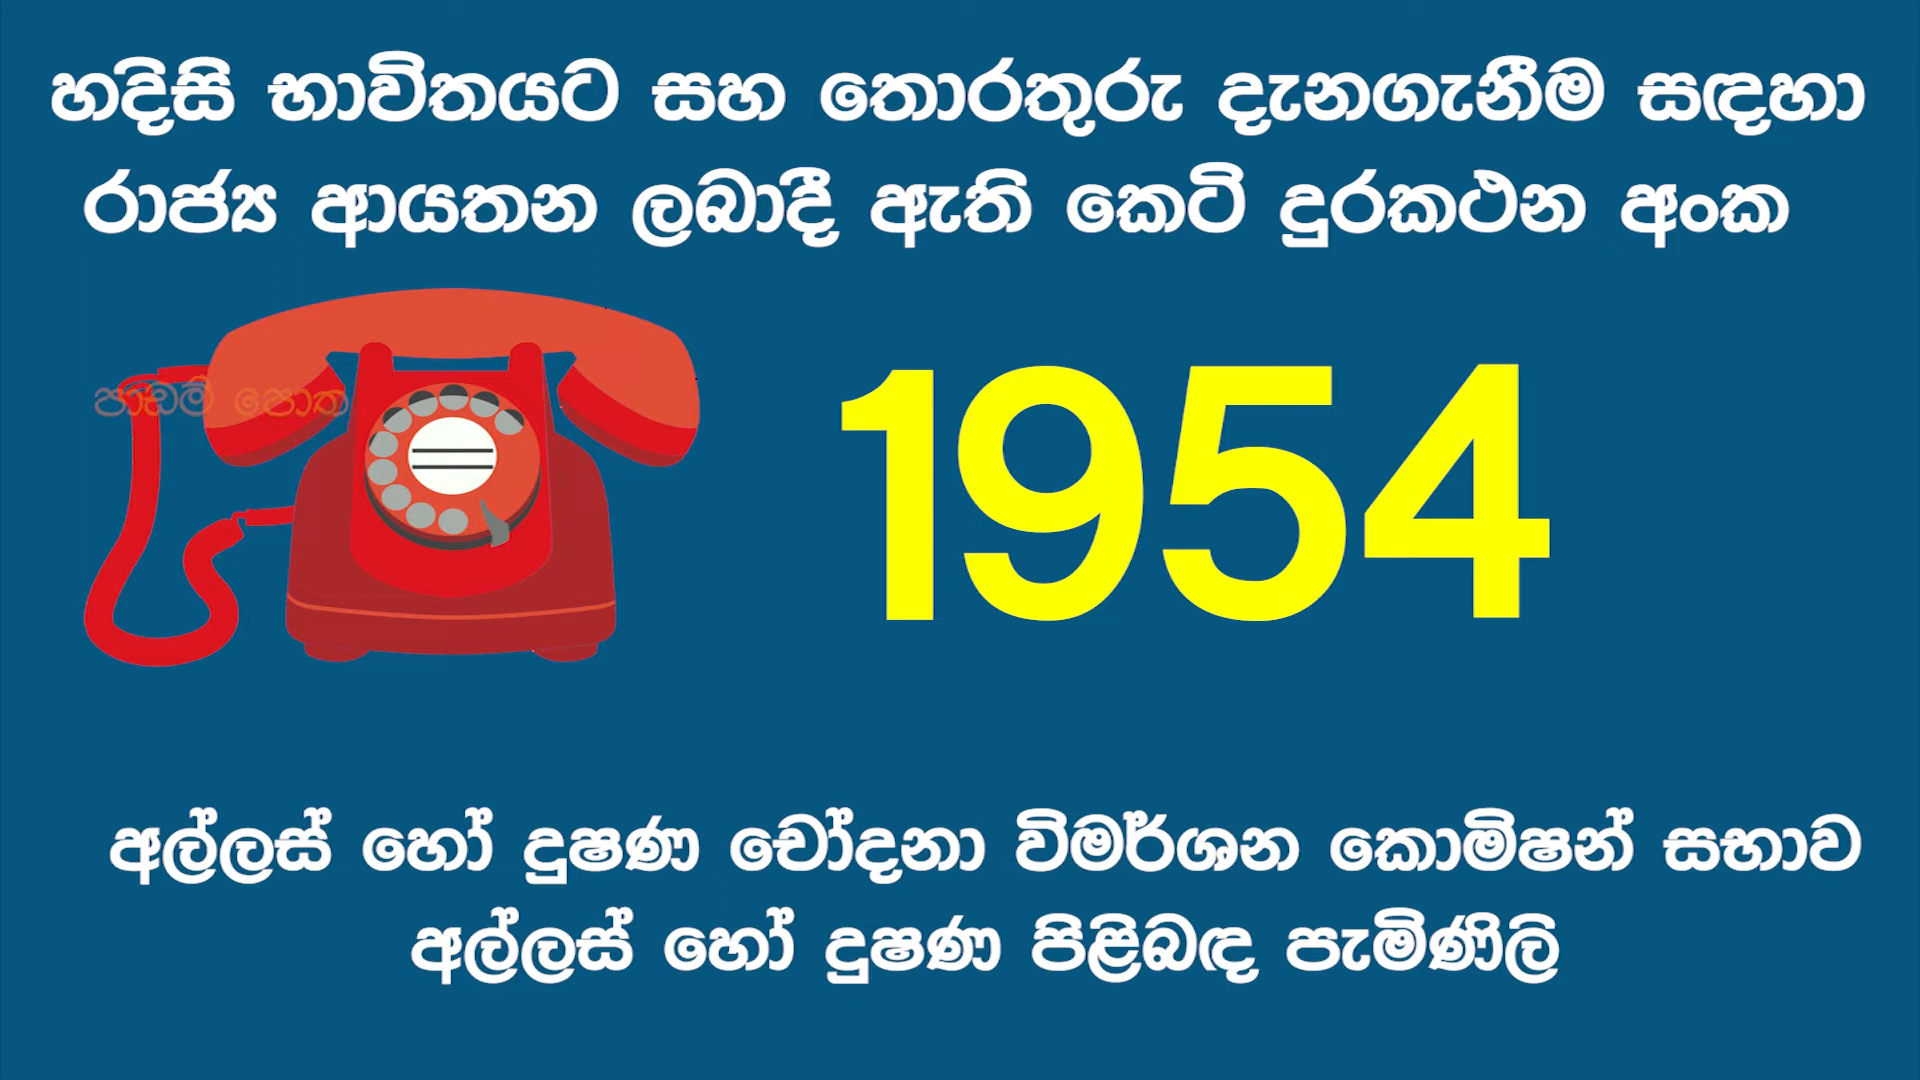 හදිසි භාවිතයට සහ තොරතුරු දැනගැනීම සඳහා
රාජ්‍ය ආයතන ලබාදී ඇති කෙටි දුරකථන අංක
පාඩම් පොත
1954
අල්ලස් හෝ දූෂණ චෝදනා විමර්ශන කොමිෂන් සභාව
අල්ලස් හෝ දූෂණ පිළිබඳ පැමිණිලි